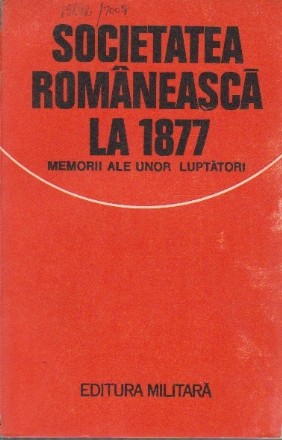 SOCIETATEA
ROMÂNEASCĂ
LA 1877
MEMORII ALE UNOR LUPTĂTORI
EDITURA MILITARĂ